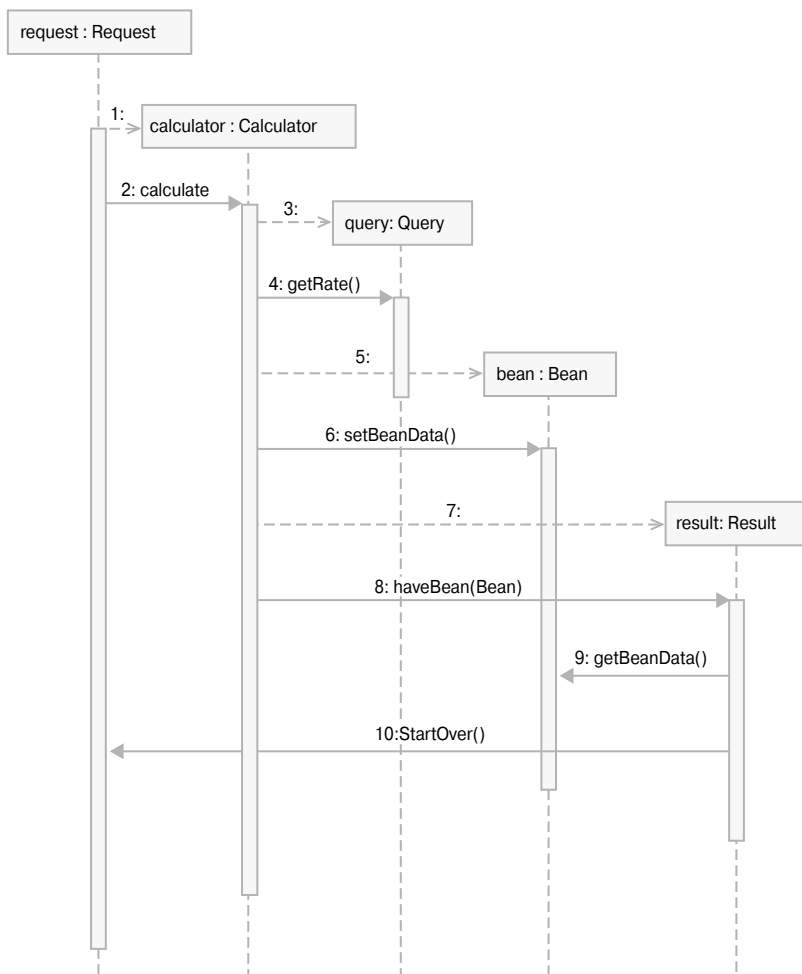 request : Request
1:
calculator : Calculator
2: calculate
3:
query: Query
4: getRate()
5:
bean : Bean
6: setBeanData()
7:
result: Result
8: haveBean(Bean)
9: getBeanData()
10:StartOver()